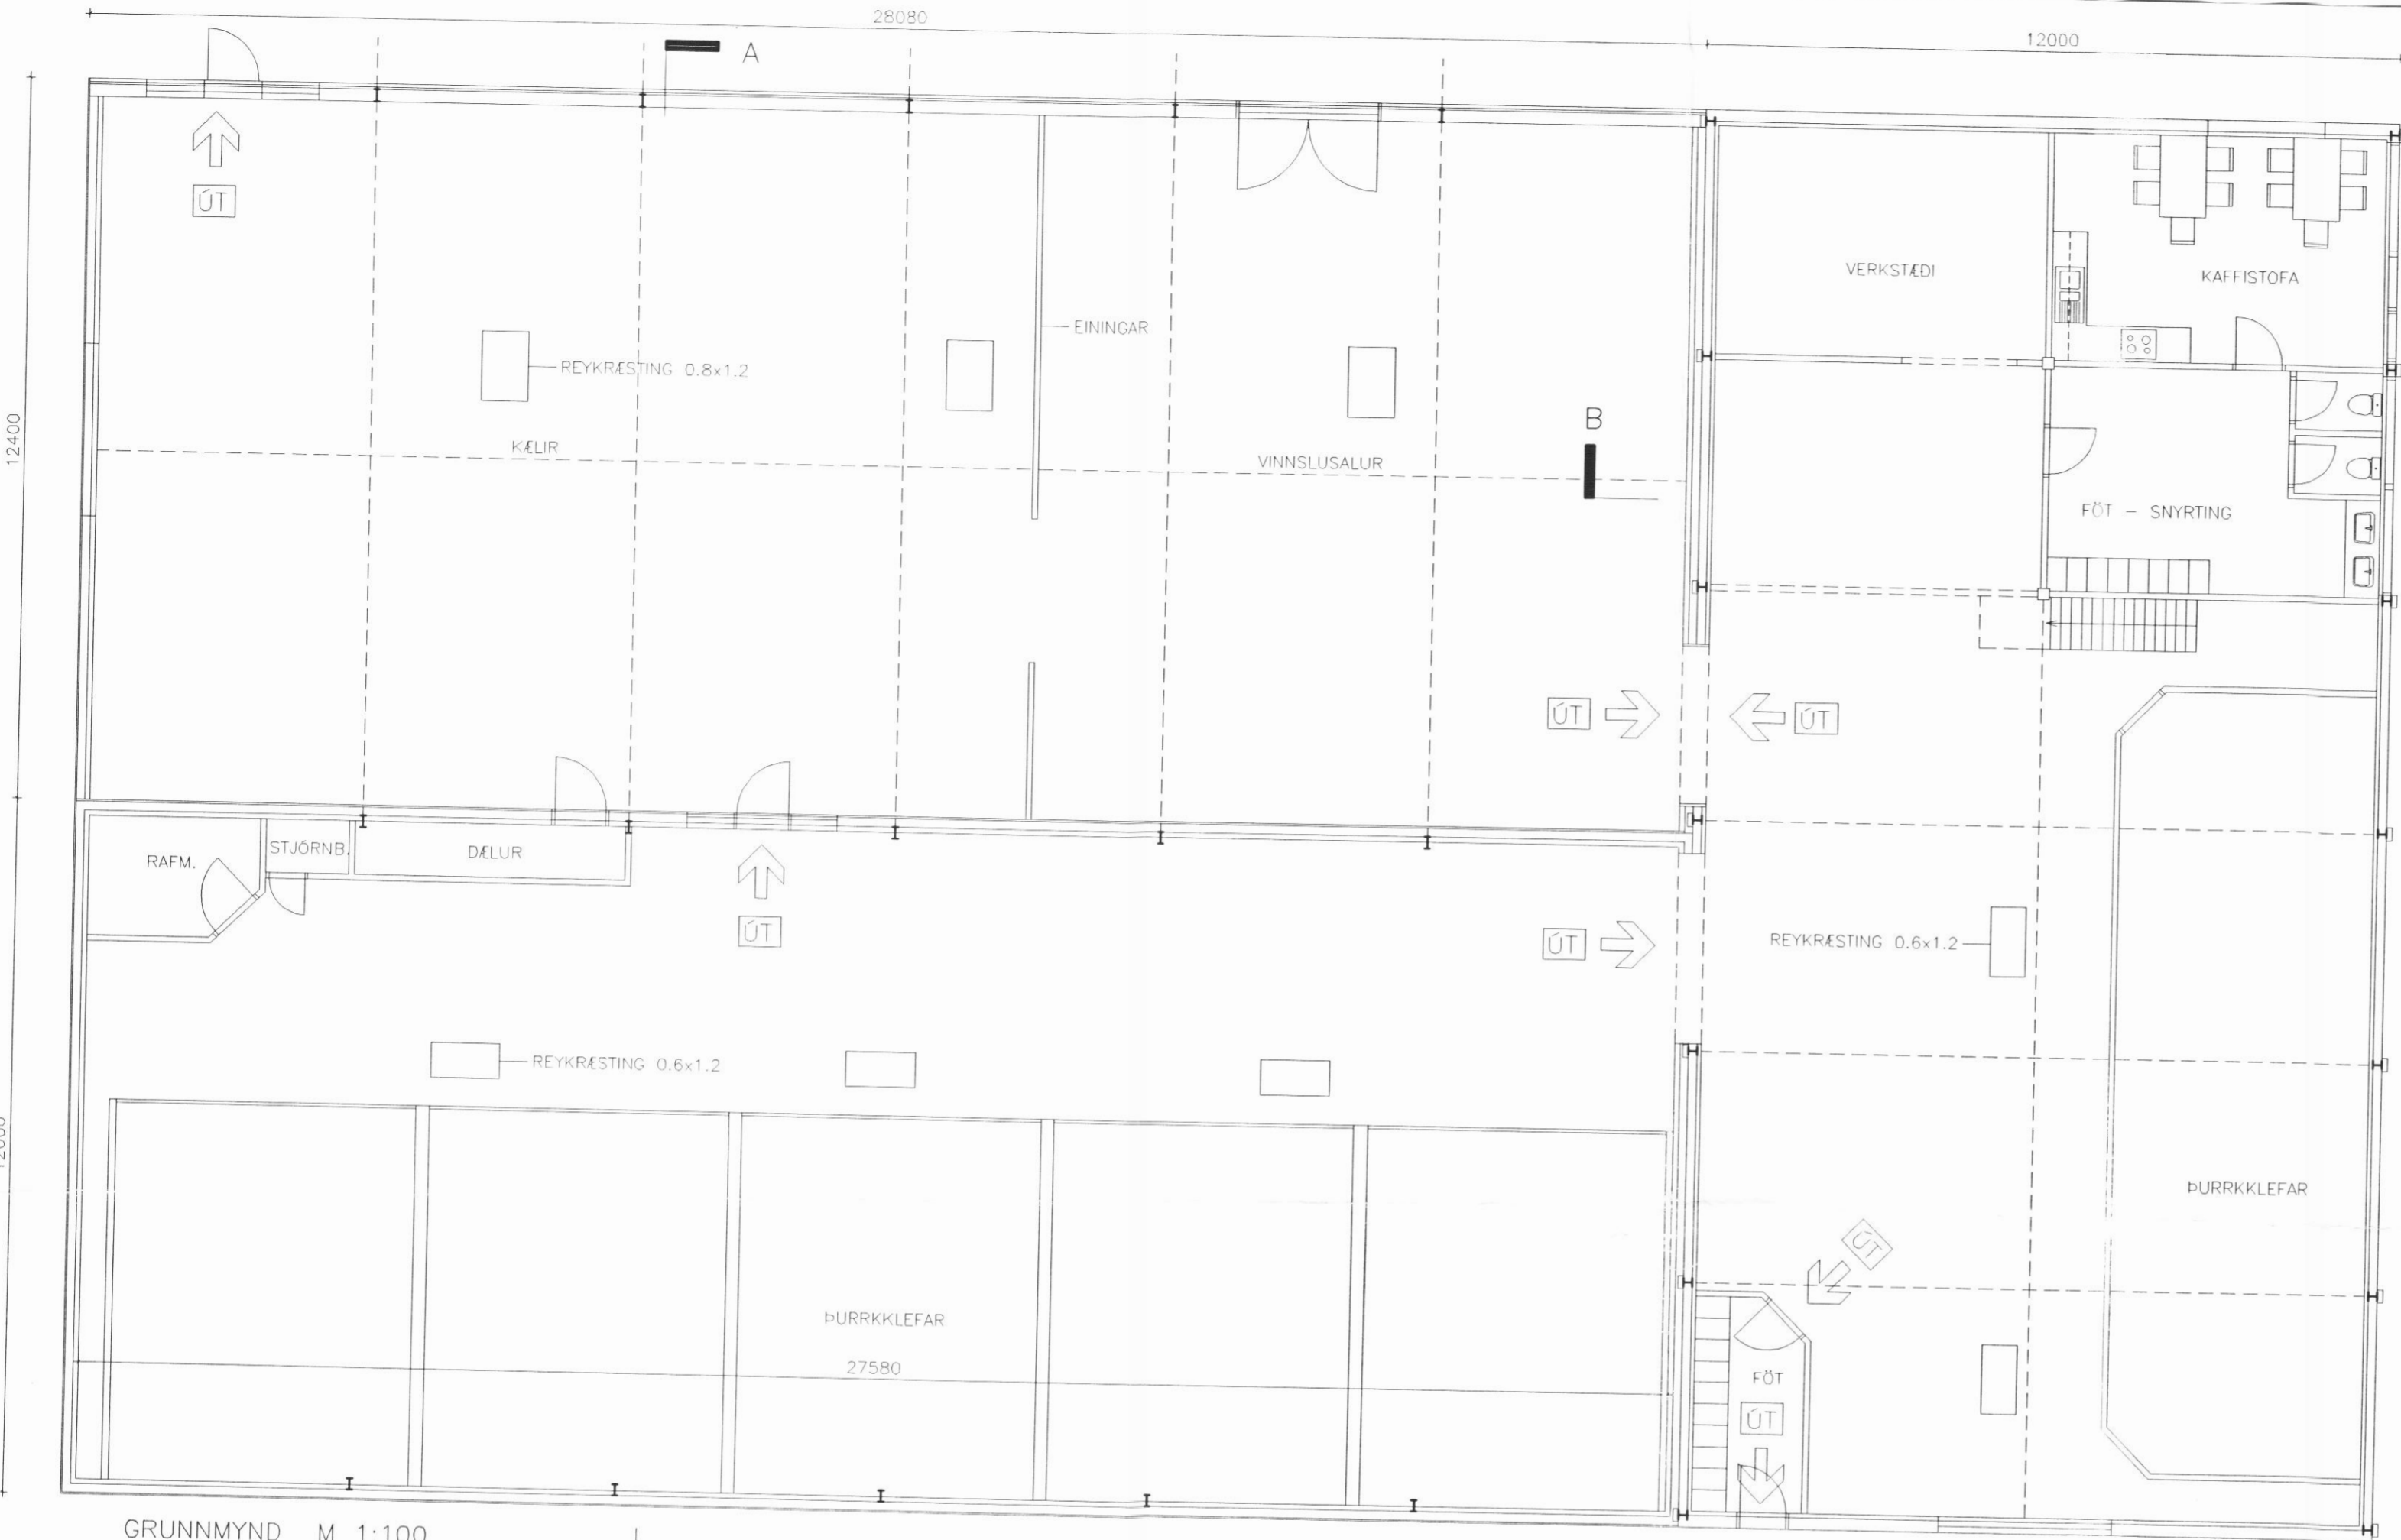 28080
12000
A
ÚT
VERKSTÆÐI
KAFFISTOFA
EININGAR
REYKRÆSTING 0.8x1.2
12400
B
KÆLIR
VINNSLUSALUR
FÖT – SNYRTING
ÚT
ÚT
RAFM.
STJÓRNB.
DÆLUR
ÚT
ÚT
REYKRÆSTING 0.6x1.2
REYKRÆSTING 0.6x1.2
ÞURRKKLEFAR
ÚT
ÞURRKKLEFAR
27580
FÖT
ÚT
GRUNNMYND M 1:100